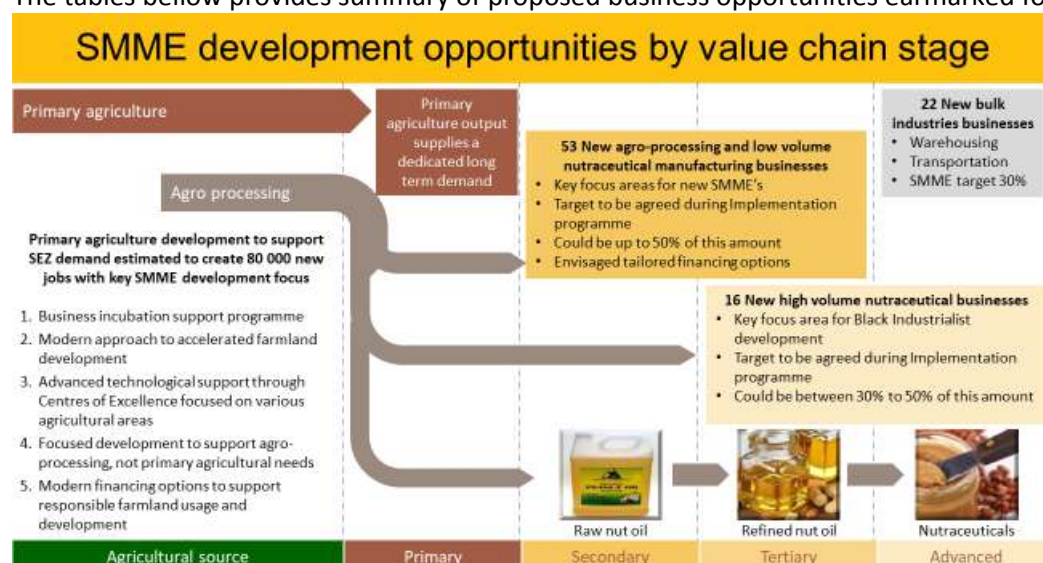 The tables bellow provides summary of proposed business opportunities earmarked fo
SMME development opportunities by value chain stage
Primary agriculture
Primary
agriculture output
supplies a
dedicated long
term demand
22 New bulk
industries businesses
• Warehousing
• Transportation
• SMME target 30%
53 New agro-processing and low volume
nutraceutical manufacturing businesses
• Key focus areas for new SMME's
• Target to be agreed during Implementation
programme
• Could be up to 50% of this amount
• Envisaged tailored financing options
Agro processing
Primary agriculture development to support
SEZ demand estimated to create 80 000 new
jobs with key SMME development focus
1. Business incubation support programme
2. Modern approach to accelerated farmland
development
3. Advanced technological support through
Centres of Excellence focused on various
agricultural areas
4. Focused development to support agro-
processing, not primary agricultural needs
5. Modern financing options to support
responsible farmland usage and
development
16 New high volume nutraceutical businesses
• Key focus area for Black Industrialist
development
• Target to be agreed during Implementation
programme
• Could be between 30% to 50% of this amount
Raw nut oil
Refined nut oil
Nutraceuticals
Agricultural source
Primary
Secondary
Tertiary
Advanced